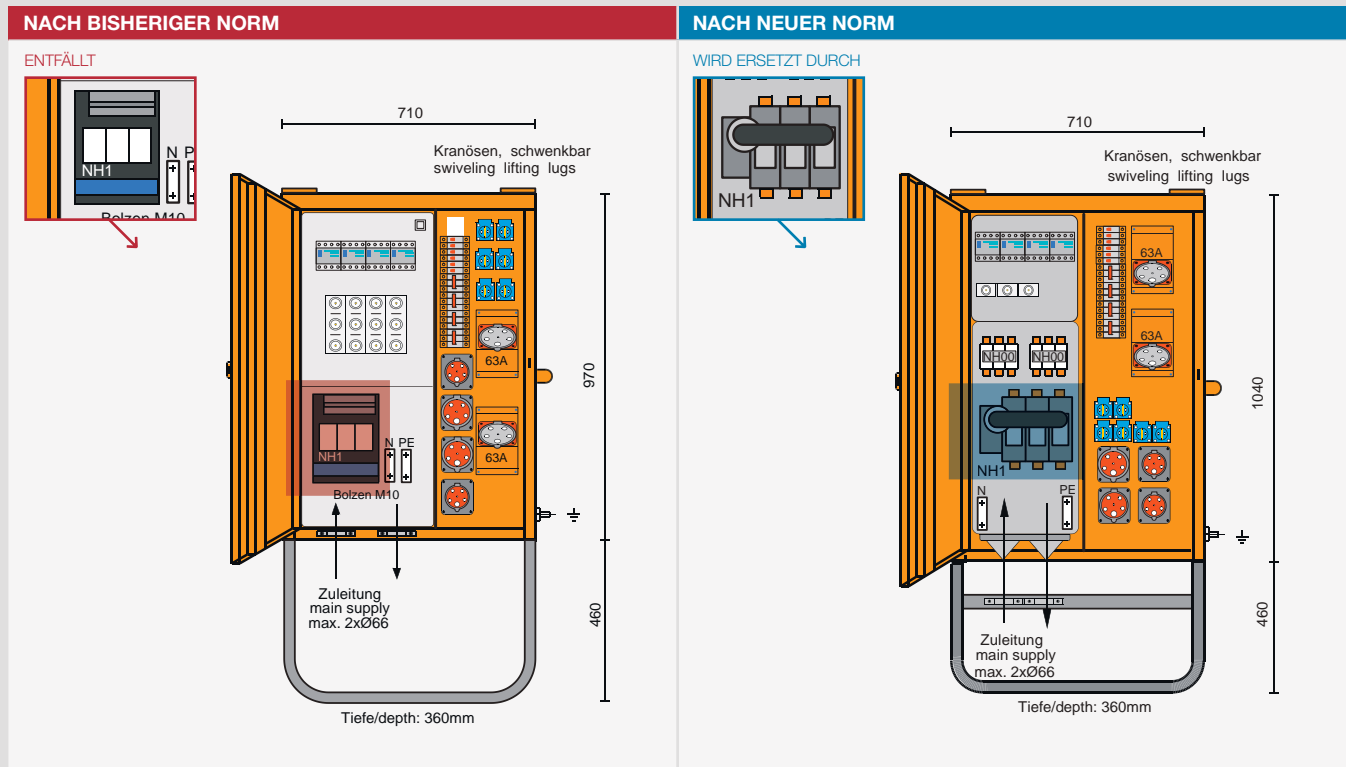 NACH BISHERIGER NORM
ENTFÄLLT
NH1
N P
Bolzen M10
710
Kranösen, schwenkbar
swiveling lifting lugs
63A
63A
970
N PE
NH1
Bolzen M10
Zuleitung
main supply
max. 2xØ66
460
Tiefe/depth: 360mm
NACH NEUER NORM
WIRD ERSETZT DURCH
NH1
710
Kranösen, schwenkbar
swiveling lifting lugs
63A
63A
NH00 NH00
1040
NH1
N PE
Zuleitung
main supply
max. 2xØ66
460
Tiefe/depth: 360mm